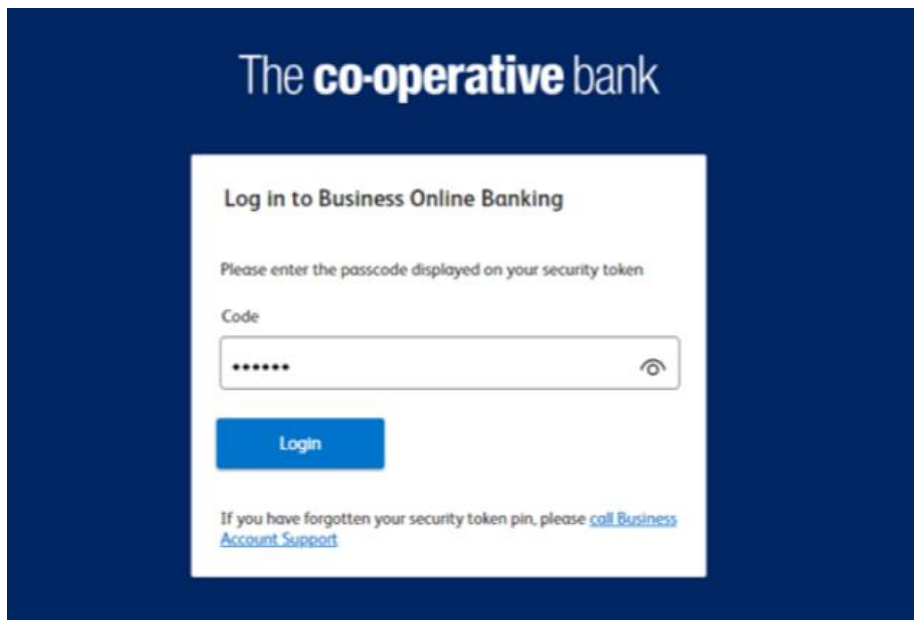 The co-operative bank
Log in to Business Online Banking
Please enter the passcode displayed on your security token
Code
••••••
Login
If you have forgotten your security token pin, please call Business
Account Support